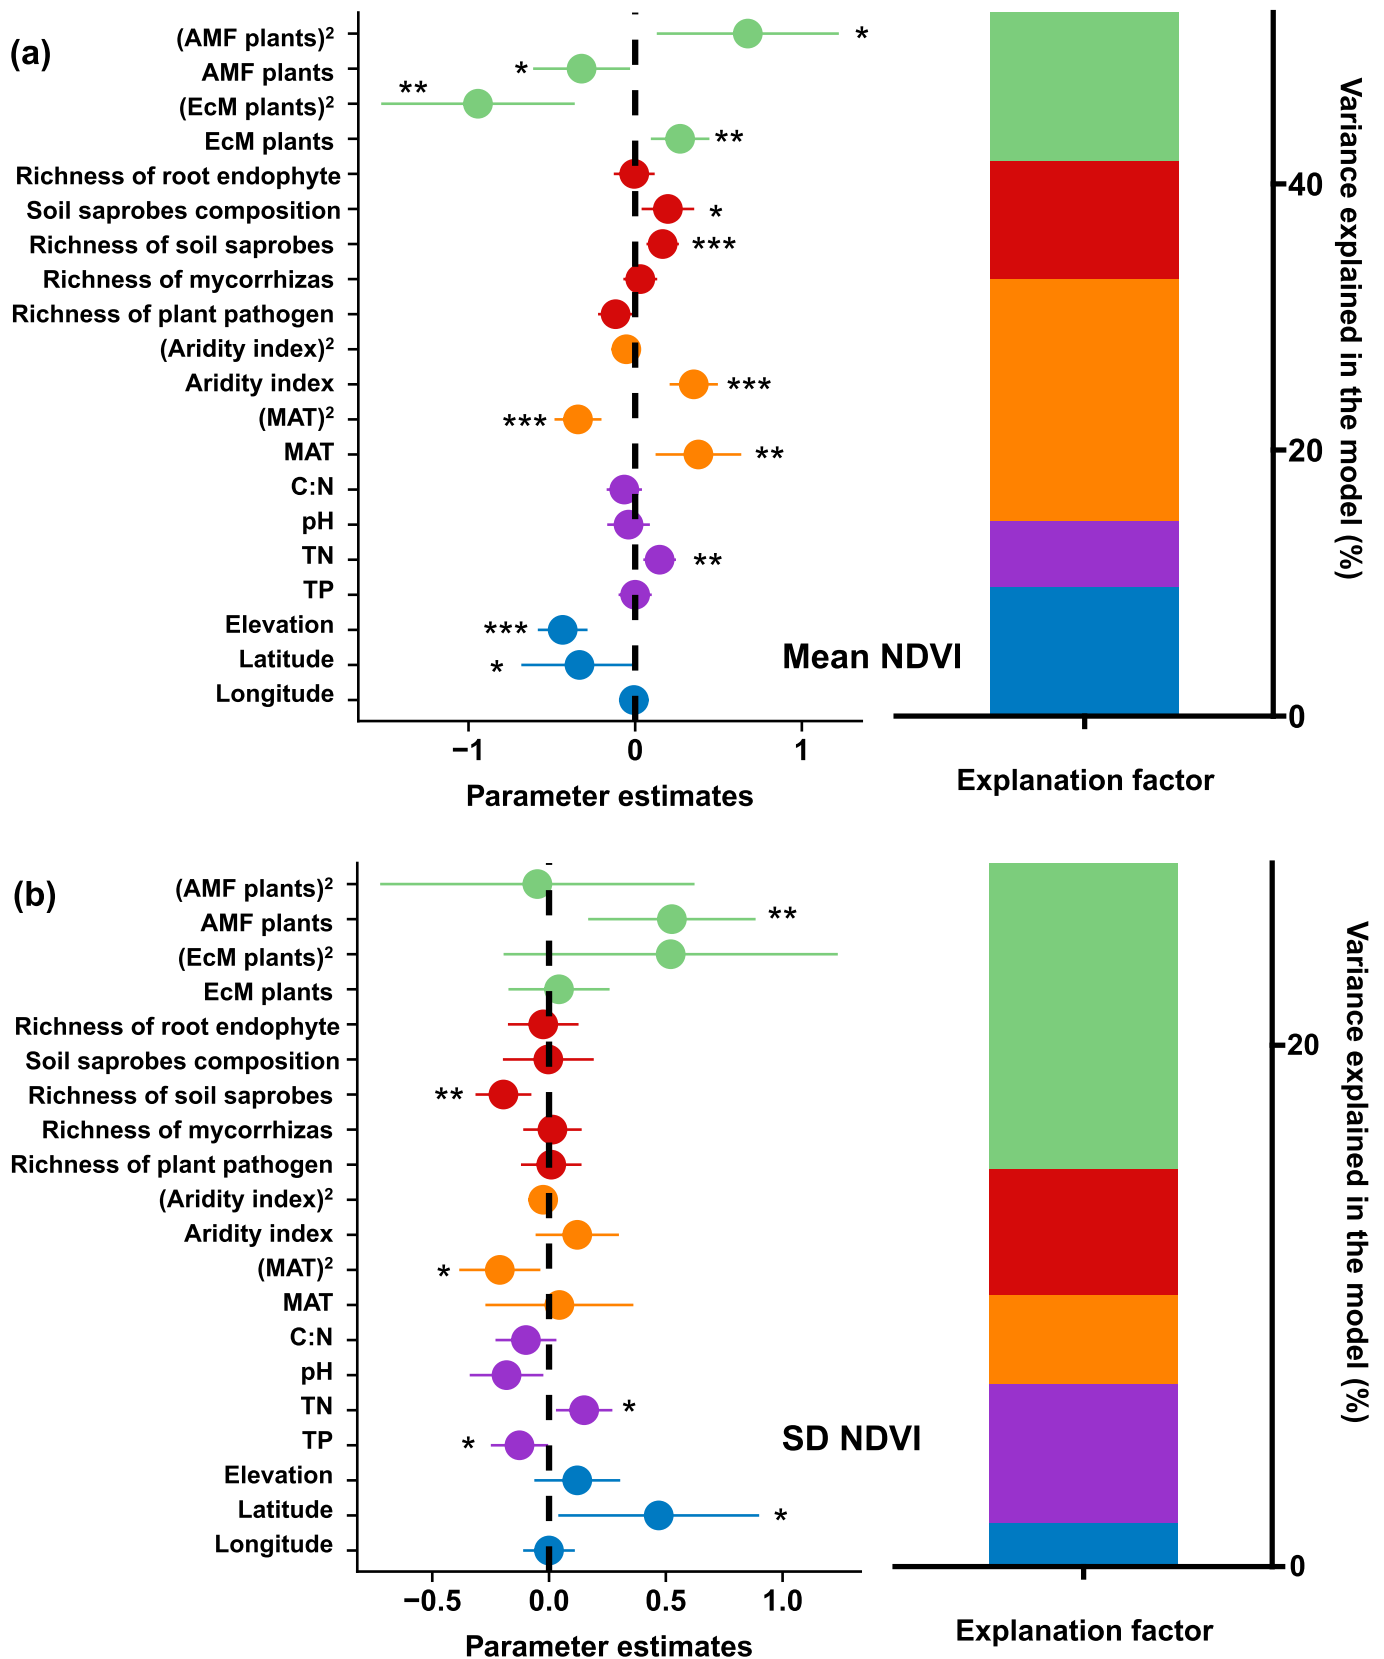 (a)
(AMF plants)² *
AMF plants *
(EcM plants)² **
EcM plants **
Richness of root endophyte
Soil saprobes composition *
Richness of soil saprobes ***
Richness of mycorrhizas
Richness of plant pathogen
(Aridity index)²
Aridity index ***
(MAT)² ***
MAT **
C:N
pH
TN **
TP
Elevation ***
Latitude *
Longitude
Mean NDVI
−1 0 1
Parameter estimates
40
20
0
Variance explained in the model (%)
Explanation factor
(b)
(AMF plants)²
AMF plants **
(EcM plants)²
EcM plants
Richness of root endophyte
Soil saprobes composition
Richness of soil saprobes **
Richness of mycorrhizas
Richness of plant pathogen
(Aridity index)²
Aridity index
(MAT)² *
MAT
C:N
pH
TN *
TP *
Elevation
Latitude *
Longitude
SD NDVI
−0.5 0.0 0.5 1.0
Parameter estimates
20
0
Variance explained in the model (%)
Explanation factor